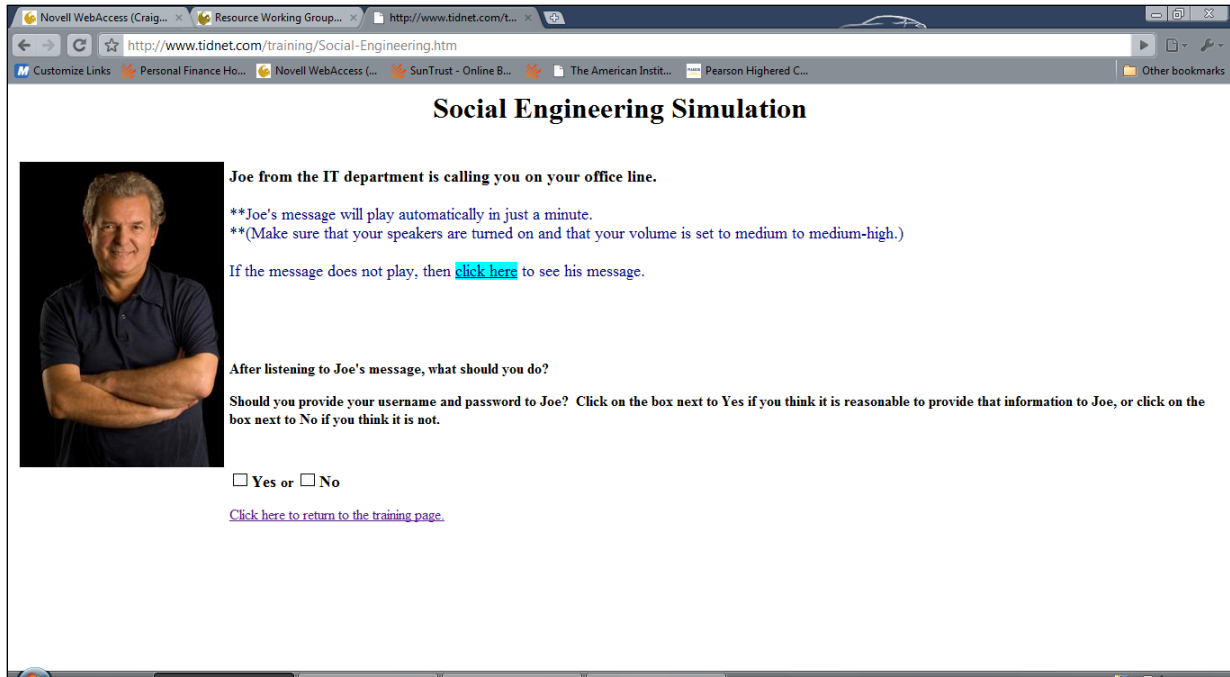 Novell WebAccess (Craig...
Resource Working Group...
http://www.tidnet.com/t...
http://www.tidnet.com/training/Social-Engineering.htm
Customize Links
Personal Finance Ho...
Novell WebAccess (...
SunTrust - Online B...
The American Instit...
Pearson Highered C...
Other bookmarks
Social Engineering Simulation
Joe from the IT department is calling you on your office line.
**Joe's message will play automatically in just a minute.
**(Make sure that your speakers are turned on and that your volume is set to medium to medium-high.)
If the message does not play, then click here to see his message.
After listening to Joe's message, what should you do?
Should you provide your username and password to Joe?  Click on the box next to Yes if you think it is reasonable to provide that information to Joe, or click on the
box next to No if you think it is not.
Yes or No
Click here to return to the training page.